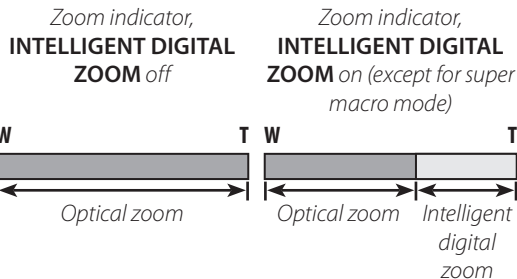 Zoom indicator,
INTELLIGENT DIGITAL
ZOOM off
W T
Optical zoom
Zoom indicator,
INTELLIGENT DIGITAL
ZOOM on (except for super
macro mode)
W T
Optical zoom
Intelligent
digital
zoom